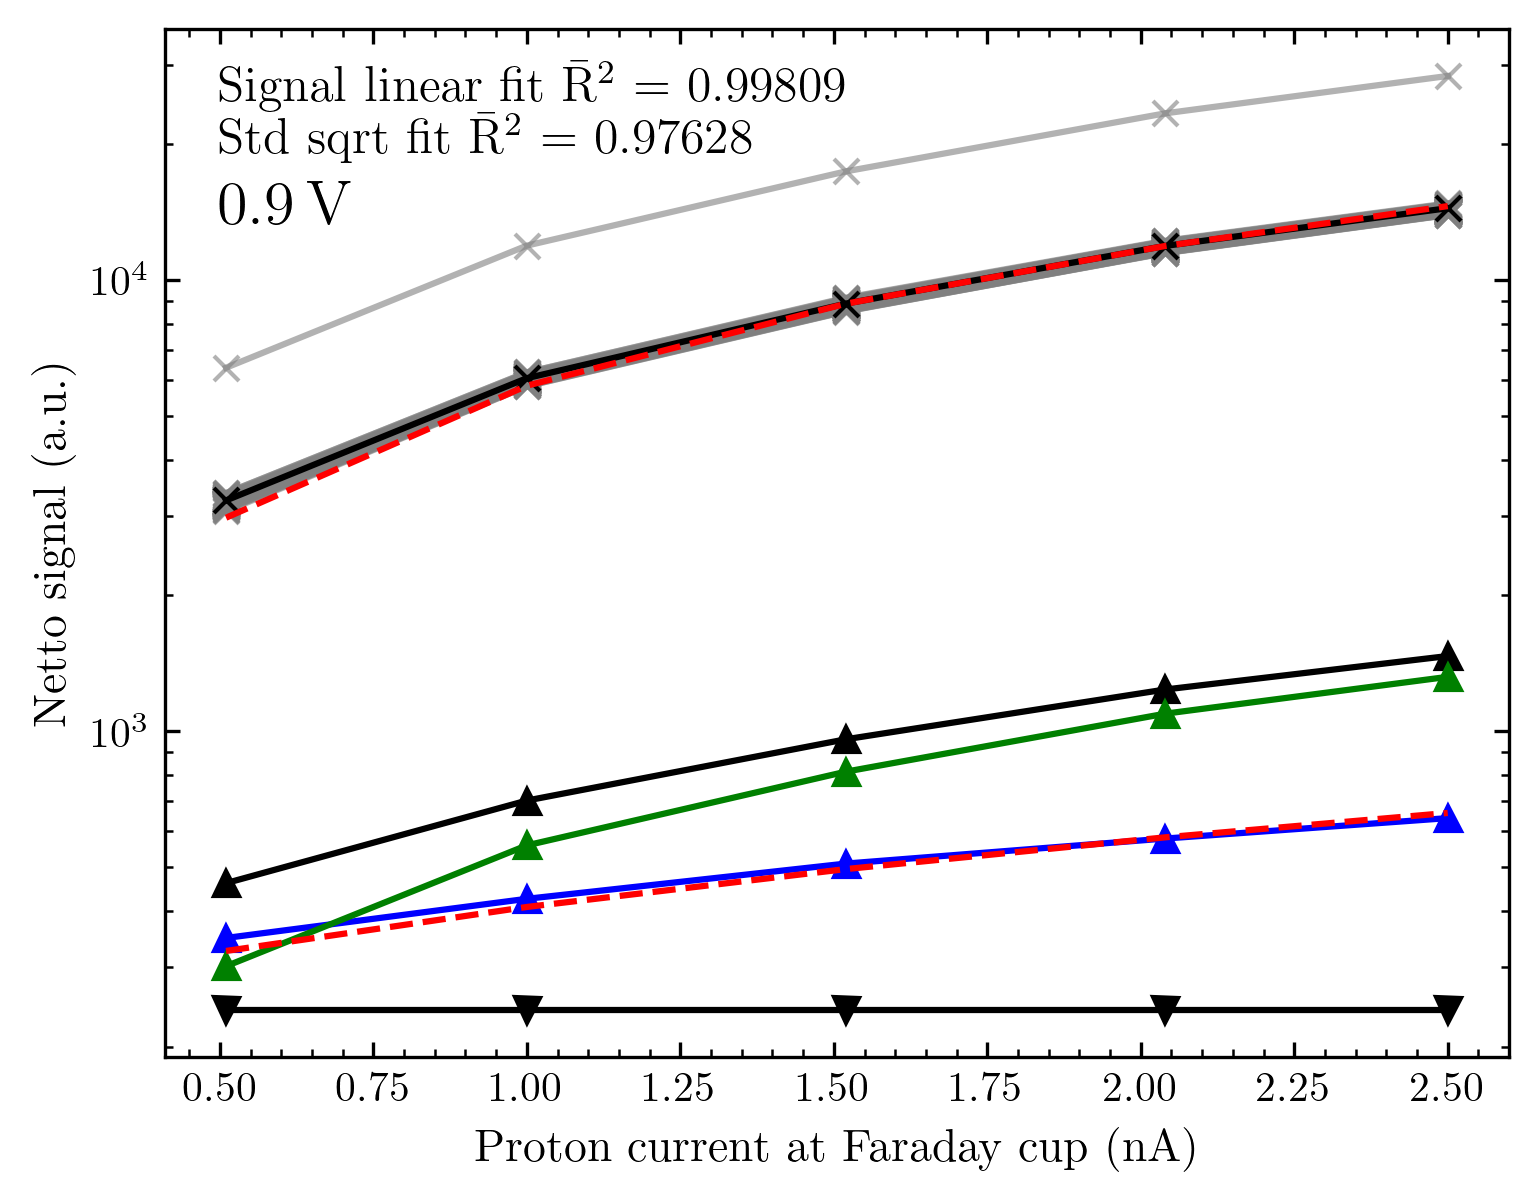 Signal linear fit R̄² = 0.99809
Std sqrt fit R̄² = 0.97628
0.9 V
10⁴
10³
Netto signal (a.u.)
0.50 0.75 1.00 1.25 1.50 1.75 2.00 2.25 2.50
Proton current at Faraday cup (nA)